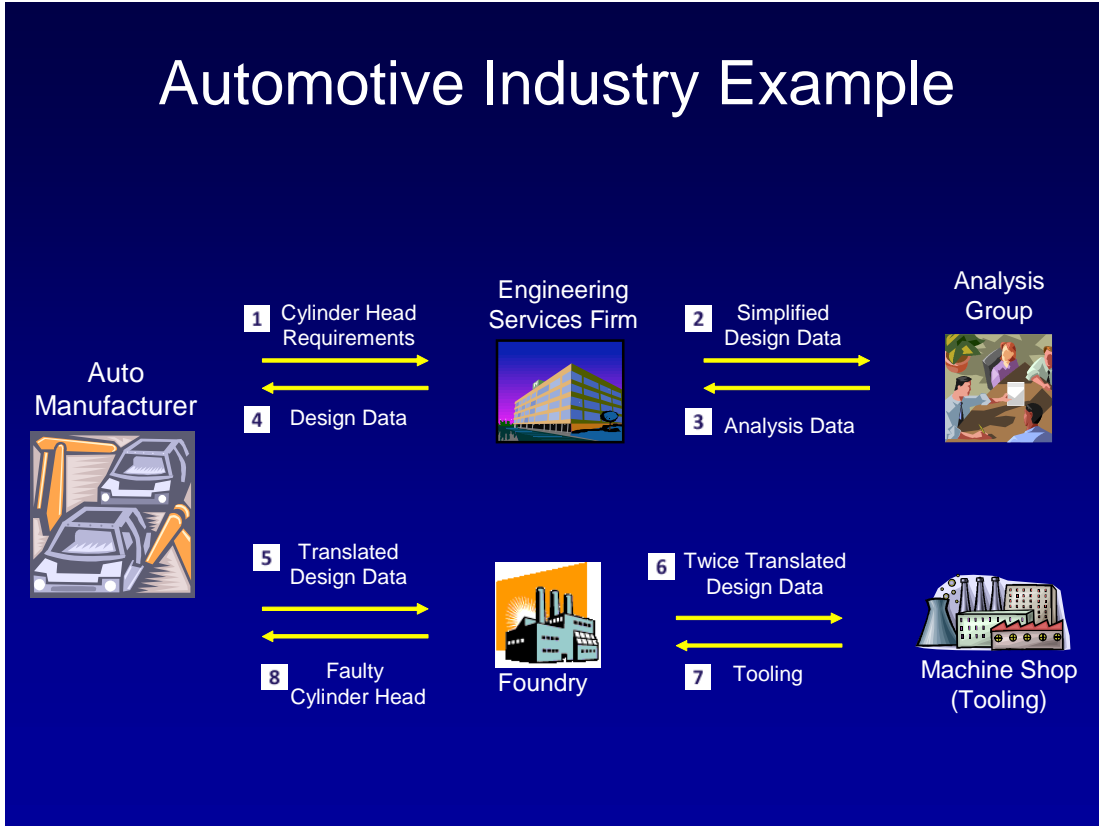 Automotive Industry Example
Auto
Manufacturer
1
Cylinder Head
Requirements
4
Design Data
Engineering
Services Firm
2
Simplified
Design Data
3
Analysis Data
Analysis
Group
5
Translated
Design Data
8
Faulty
Cylinder Head
Foundry
6
Twice Translated
Design Data
7
Tooling
Machine Shop
(Tooling)